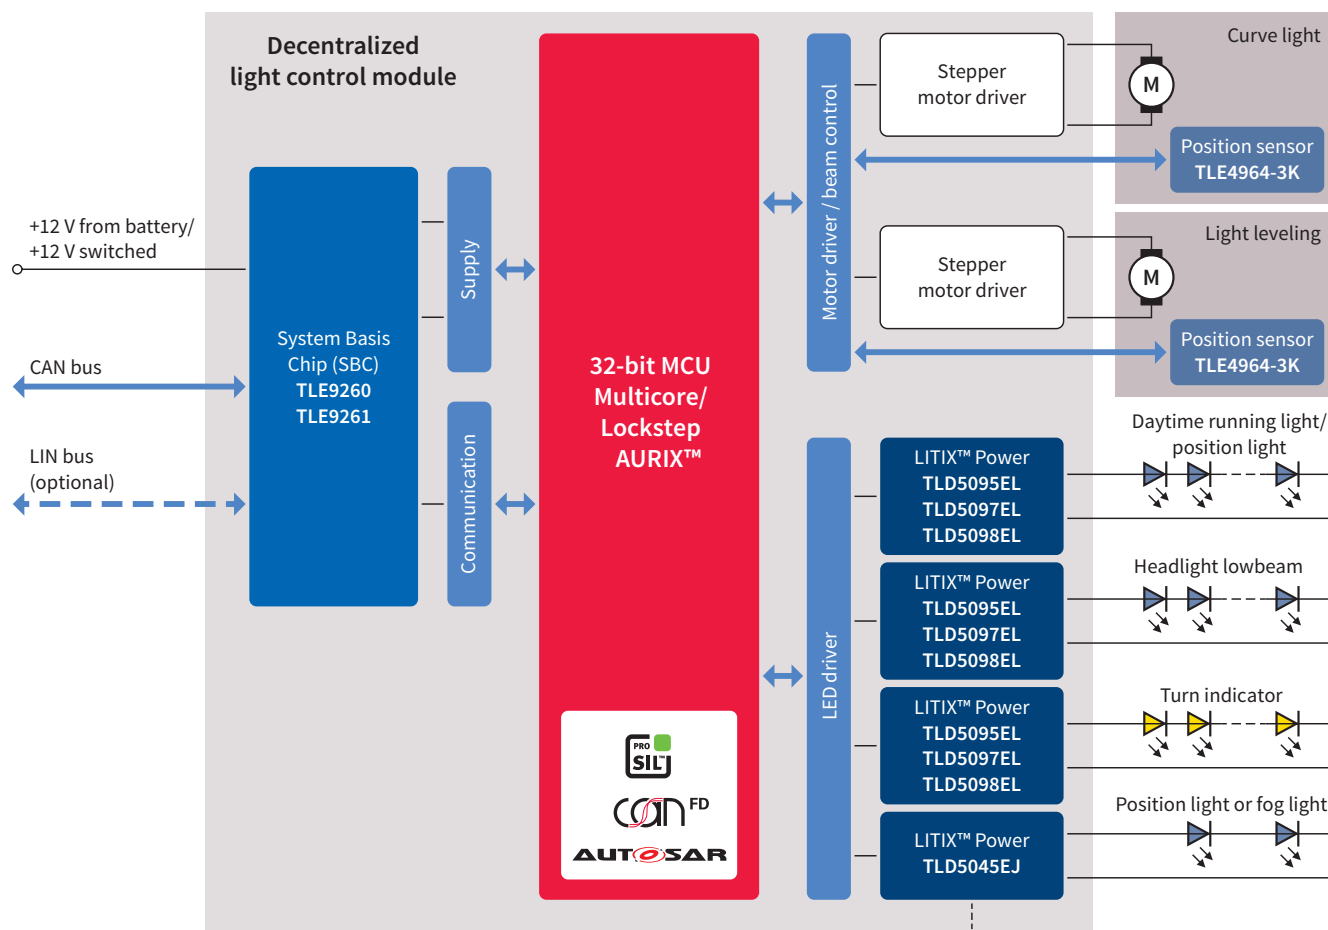 Decentralized
light control module
+12 V from battery/
+12 V switched
CAN bus
LIN bus
(optional)
System Basis
Chip (SBC)
TLE9260
TLE9261
Supply
Communication
32-bit MCU
Multicore/
Lockstep
AURIX™
PRO
SIL™
CAN FD
AUTOSAR
Motor driver / beam control
LED driver
Stepper
motor driver
Curve light
M
Position sensor
TLE4964-3K
Stepper
motor driver
Light leveling
M
Position sensor
TLE4964-3K
LITIX™ Power
TLD5095EL
TLD5097EL
TLD5098EL
Daytime running light/
position light
LITIX™ Power
TLD5095EL
TLD5097EL
TLD5098EL
Headlight lowbeam
LITIX™ Power
TLD5095EL
TLD5097EL
TLD5098EL
Turn indicator
LITIX™ Power
TLD5045EJ
Position light or fog light